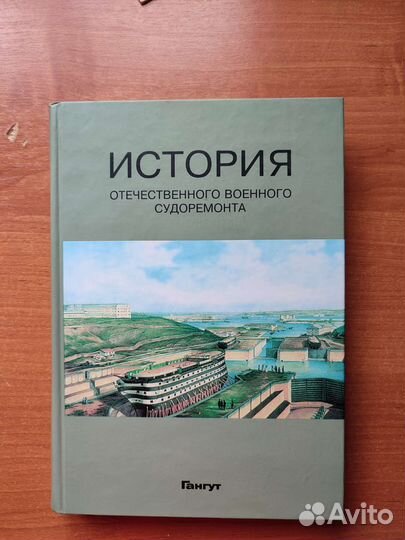 ИСТОРИЯ
ОТЕЧЕСТВЕННОГО ВОЕННОГО
СУДОРЕМОНТА
Гангут
Avito